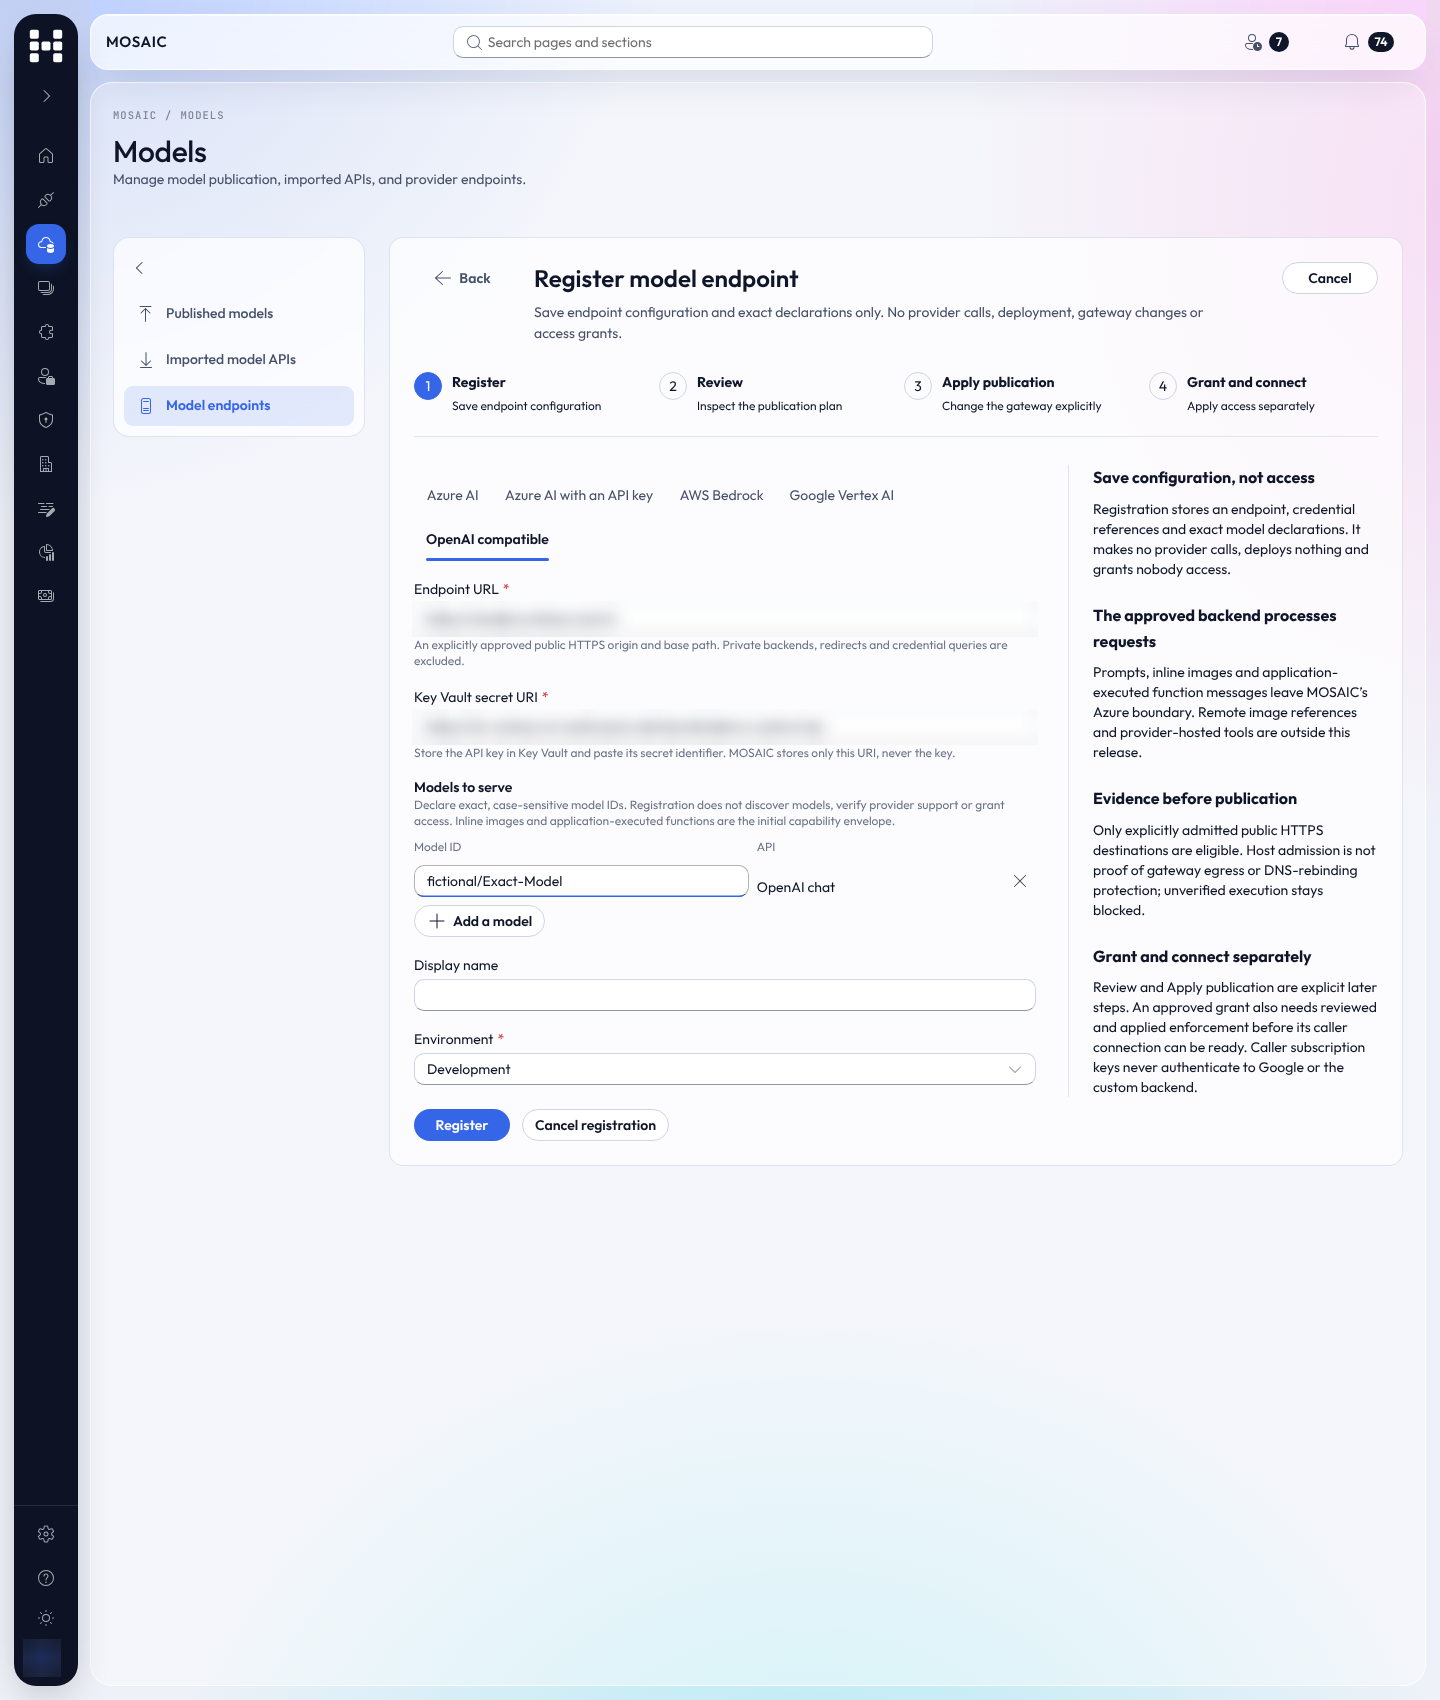 MOSAIC
Search pages and sections
7
74
MOSAIC / MODELS
Models
Manage model publication, imported APIs, and provider endpoints.
Published models
Imported model APIs
Model endpoints
Back
Register model endpoint
Cancel
Save endpoint configuration and exact declarations only. No provider calls, deployment, gateway changes or
access grants.
1
Register
Save endpoint configuration
2
Review
Inspect the publication plan
3
Apply publication
Change the gateway explicitly
4
Grant and connect
Apply access separately
Azure AI
Azure AI with an API key
AWS Bedrock
Google Vertex AI
OpenAI compatible
Endpoint URL *
An explicitly approved public HTTPS origin and base path. Private backends, redirects and credential queries are
excluded.
Key Vault secret URI *
Store the API key in Key Vault and paste its secret identifier. MOSAIC stores only this URI, never the key.
Models to serve
Declare exact, case-sensitive model IDs. Registration does not discover models, verify provider support or grant
access. Inline images and application-executed functions are the initial capability envelope.
Model ID
API
fictional/Exact-Model
OpenAI chat
Add a model
Display name
Environment *
Development
Register
Cancel registration
Save configuration, not access
Registration stores an endpoint, credential
references and exact model declarations. It
makes no provider calls, deploys nothing and
grants nobody access.
The approved backend processes
requests
Prompts, inline images and application-
executed function messages leave MOSAIC's
Azure boundary. Remote image references
and provider-hosted tools are outside this
release.
Evidence before publication
Only explicitly admitted public HTTPS
destinations are eligible. Host admission is not
proof of gateway egress or DNS-rebinding
protection; unverified execution stays
blocked.
Grant and connect separately
Review and Apply publication are explicit later
steps. An approved grant also needs reviewed
and applied enforcement before its caller
connection can be ready. Caller subscription
keys never authenticate to Google or the
custom backend.